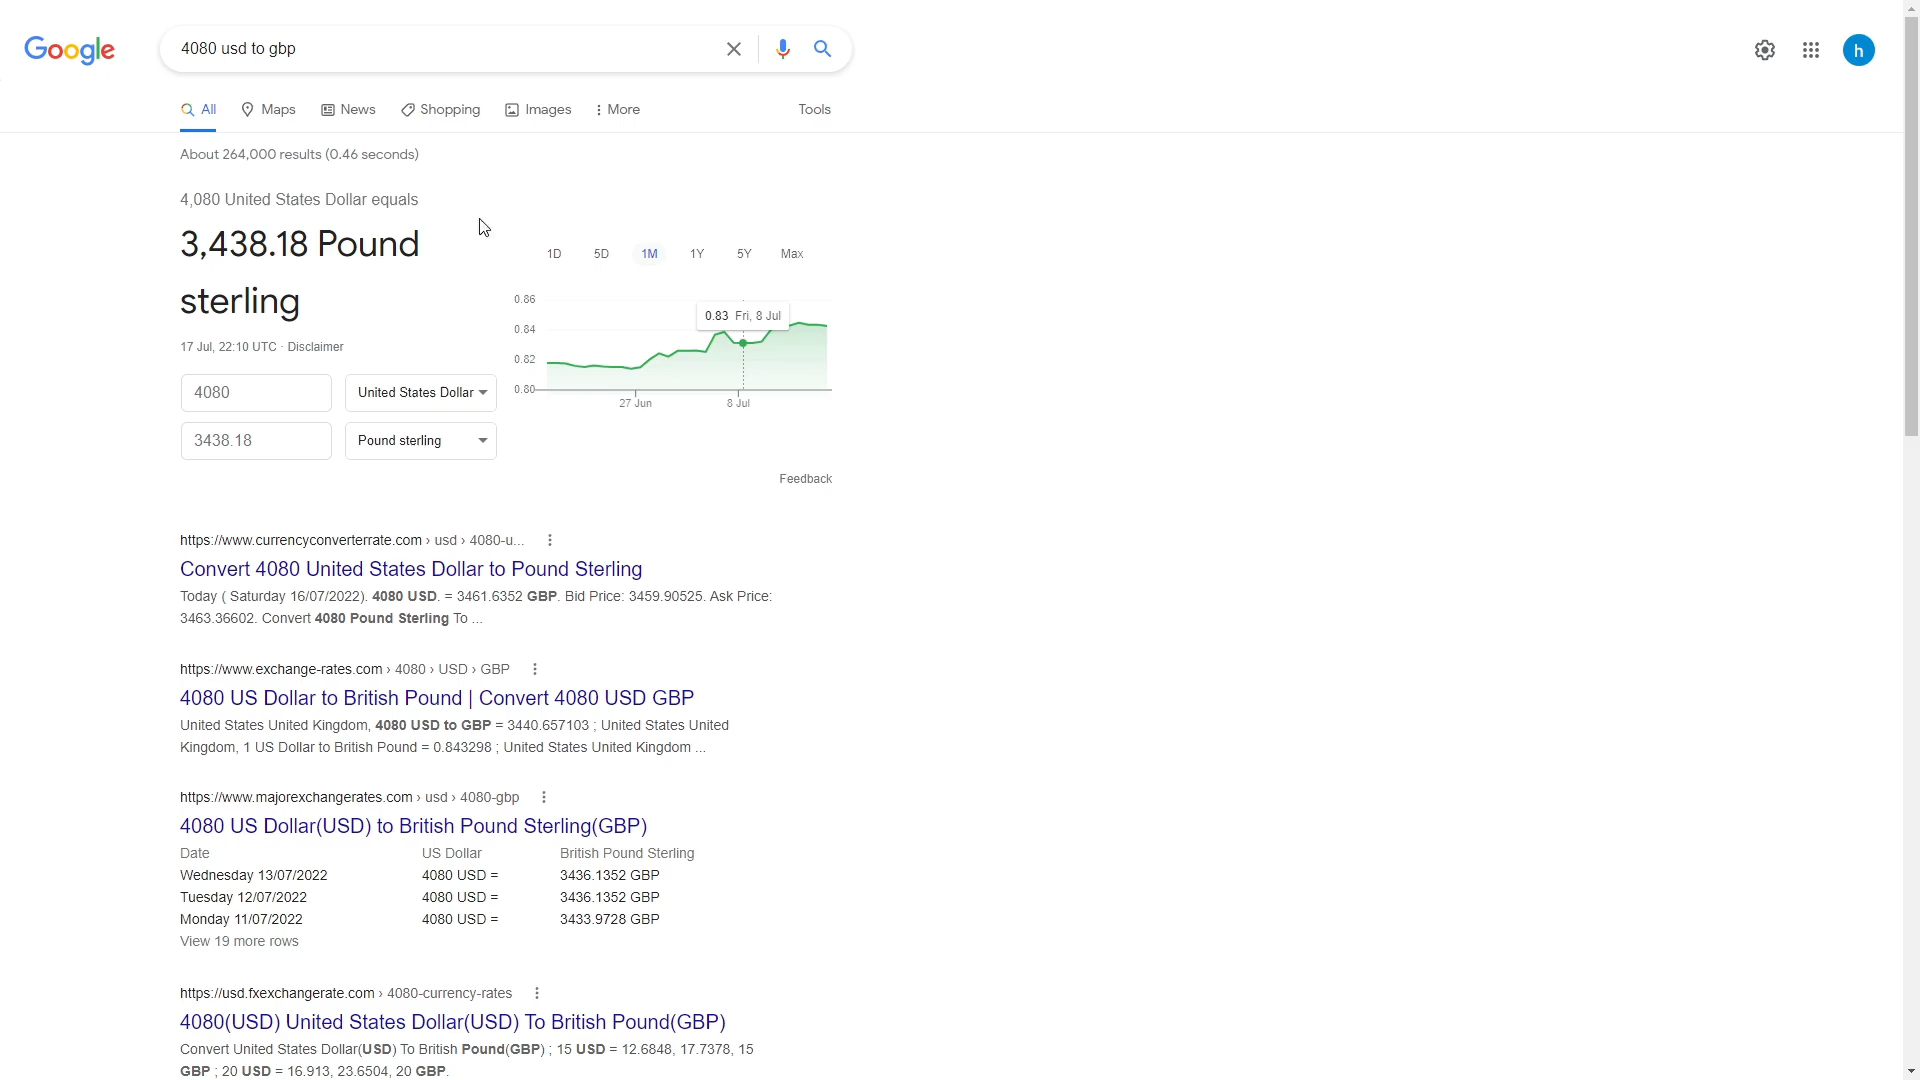 Google
4080 usd to gbp
h
All
Maps
News
Shopping
Images
More
Tools
About 264,000 results (0.46 seconds)
4,080 United States Dollar equals
3,438.18 Pound
sterling
17 Jul, 22:10 UTC · Disclaimer
4080
United States Dollar
3438.18
Pound sterling
1D
5D
1M
1Y
5Y
Max
0.86
0.84
0.82
0.80
0.83 Fri, 8 Jul
27 Jun
8 Jul
Feedback
https://www.currencyconverterrate.com › usd › 4080-u...
Convert 4080 United States Dollar to Pound Sterling
Today ( Saturday 16/07/2022). 4080 USD. = 3461.6352 GBP. Bid Price: 3459.90525. Ask Price:
3463.36602. Convert 4080 Pound Sterling To ...
https://www.exchange-rates.com › 4080 › USD › GBP
4080 US Dollar to British Pound | Convert 4080 USD GBP
United States United Kingdom, 4080 USD to GBP = 3440.657103 ; United States United
Kingdom, 1 US Dollar to British Pound = 0.843298 ; United States United Kingdom ...
https://www.majorexchangerates.com › usd › 4080-gbp
4080 US Dollar(USD) to British Pound Sterling(GBP)
Date US Dollar British Pound Sterling
Wednesday 13/07/2022 4080 USD = 3436.1352 GBP
Tuesday 12/07/2022 4080 USD = 3436.1352 GBP
Monday 11/07/2022 4080 USD = 3433.9728 GBP
View 19 more rows
https://usd.fxexchangerate.com › 4080-currency-rates
4080(USD) United States Dollar(USD) To British Pound(GBP)
Convert United States Dollar(USD) To British Pound(GBP) ; 15 USD = 12.6848, 17.7378, 15
GBP ; 20 USD = 16.913, 23.6504, 20 GBP.